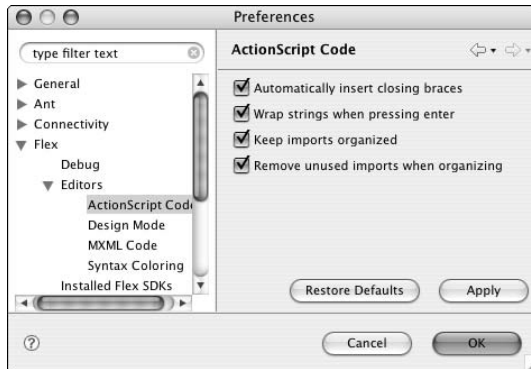 Preferences
type filter text
General
Ant
Connectivity
Flex
Debug
Editors
ActionScript Code
Design Mode
MXML Code
Syntax Coloring
Installed Flex SDKs
ActionScript Code
Automatically insert closing braces
Wrap strings when pressing enter
Keep imports organized
Remove unused imports when organizing
Restore Defaults
Apply
?
Cancel
OK